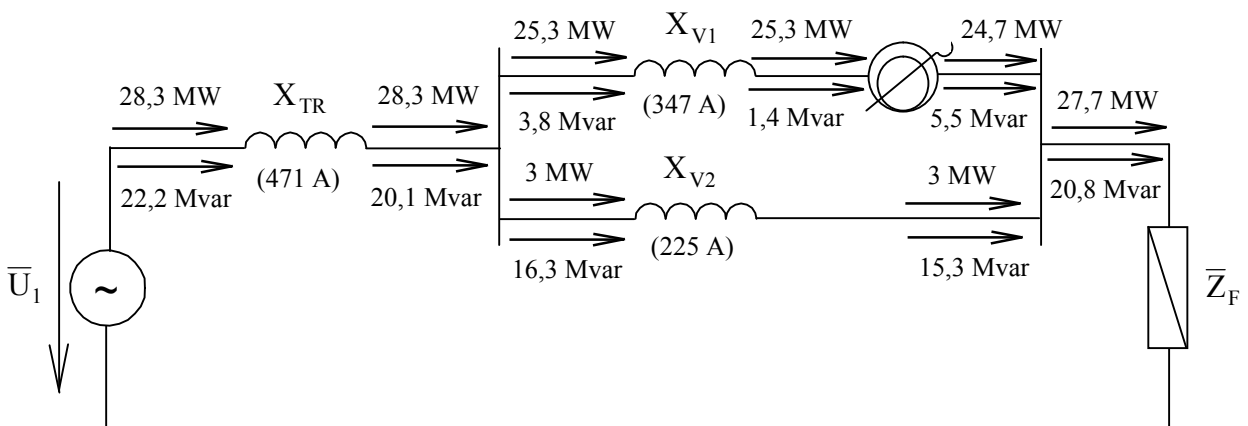 25,3 MW
X_V1
25,3 MW
24,7 MW
28,3 MW
X_TR
28,3 MW
3,8 Mvar
(347 A)
1,4 Mvar
5,5 Mvar
27,7 MW
22,2 Mvar
(471 A)
20,1 Mvar
3 MW
X_V2
3 MW
20,8 Mvar
16,3 Mvar
(225 A)
15,3 Mvar
U̅_1
~
Z̅_F